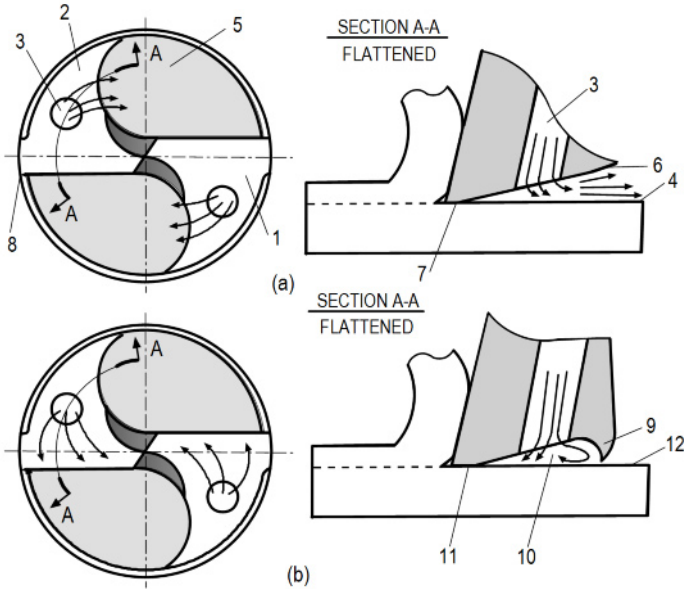 2
3
A
5
A
8
1
SECTION A-A
FLATTENED
3
6
4
7
(a)
SECTION A-A
FLATTENED
A
A
9
12
11
10
(b)